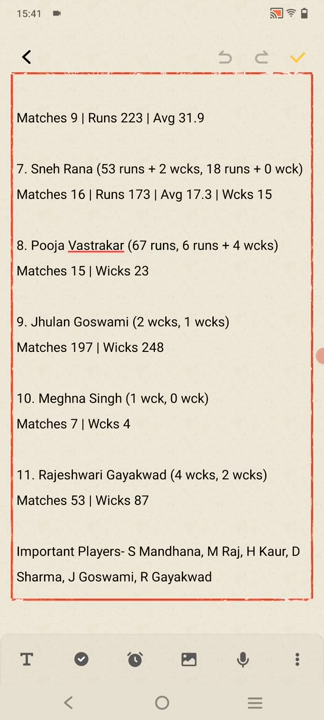 15:41
Matches 9 | Runs 223 | Avg 31.9
7. Sneh Rana (53 runs + 2 wcks, 18 runs + 0 wck)
Matches 16 | Runs 173 | Avg 17.3 | Wcks 15
8. Pooja Vastrakar (67 runs, 6 runs + 4 wcks)
Matches 15 | Wicks 23
9. Jhulan Goswami (2 wcks, 1 wcks)
Matches 197 | Wicks 248
10. Meghna Singh (1 wck, 0 wck)
Matches 7 | Wcks 4
11. Rajeshwari Gayakwad (4 wcks, 2 wcks)
Matches 53 | Wicks 87
Important Players- S Mandhana, M Raj, H Kaur, D
Sharma, J Goswami, R Gayakwad
T